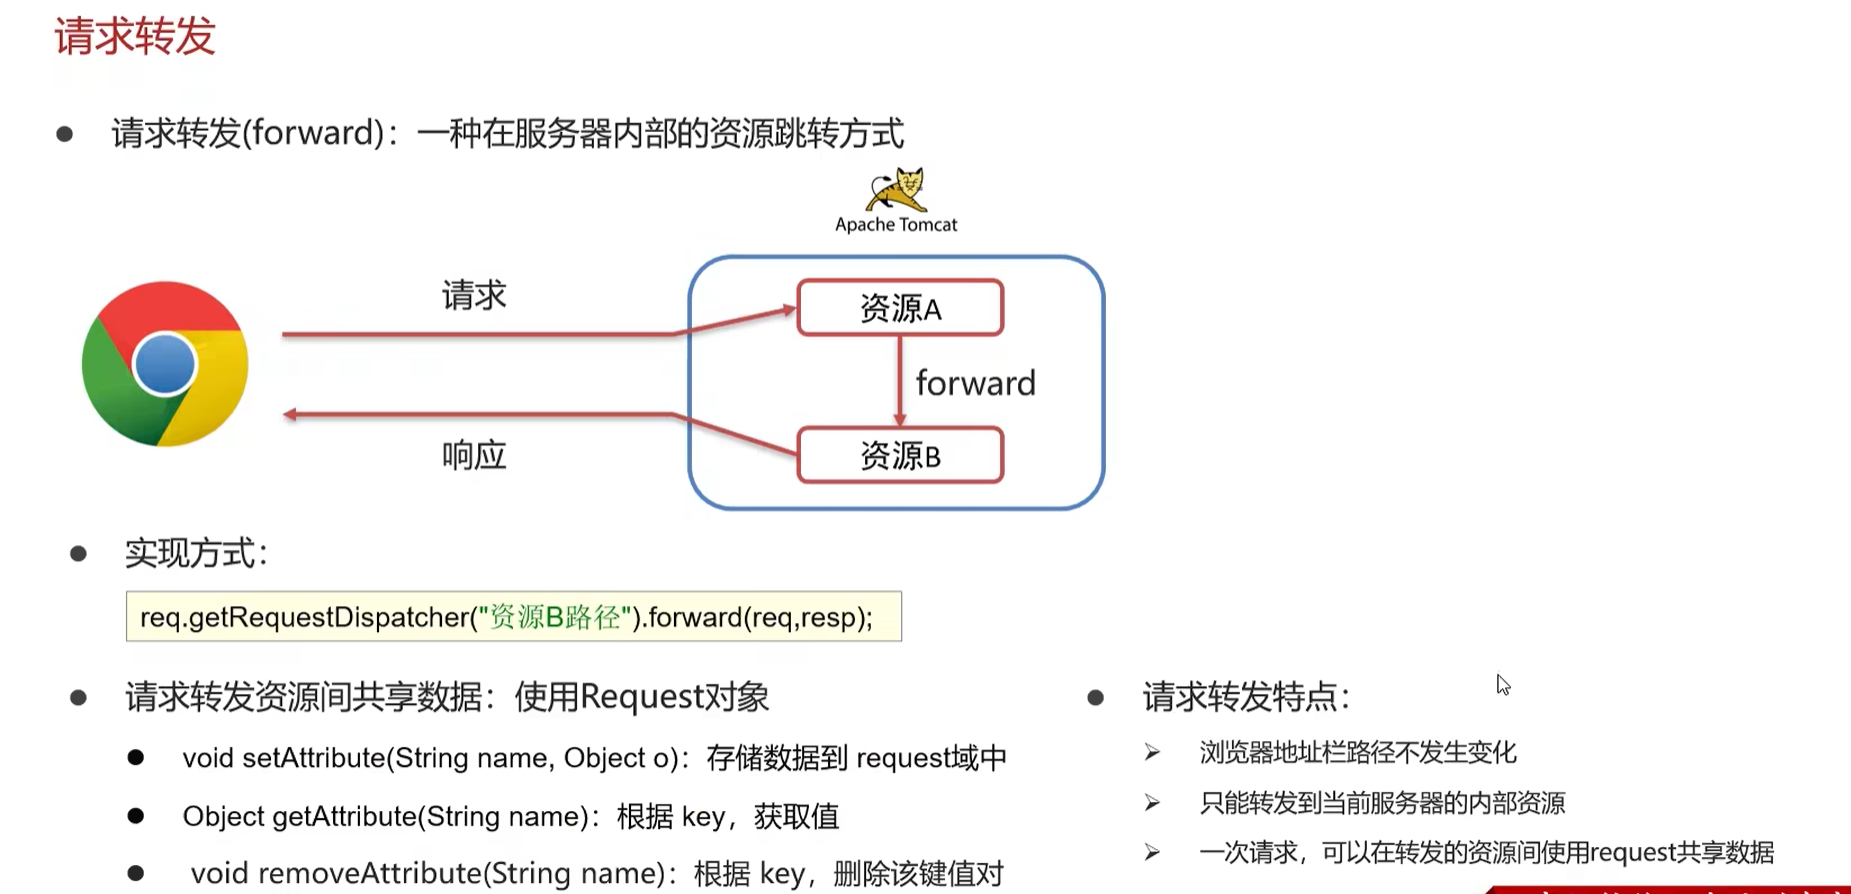 请求转发
请求转发(forward)：一种在服务器内部的资源跳转方式
Apache Tomcat
请求
资源A
forward
响应
资源B
实现方式：
req.getRequestDispatcher("资源B路径").forward(req,resp);
请求转发资源间共享数据：使用Request对象
void setAttribute(String name, Object o)：存储数据到 request域中
Object getAttribute(String name)：根据 key，获取值
void removeAttribute(String name)：根据 key，删除该键值对
请求转发特点：
浏览器地址栏路径不发生变化
只能转发到当前服务器的内部资源
一次请求，可以在转发的资源间使用request共享数据